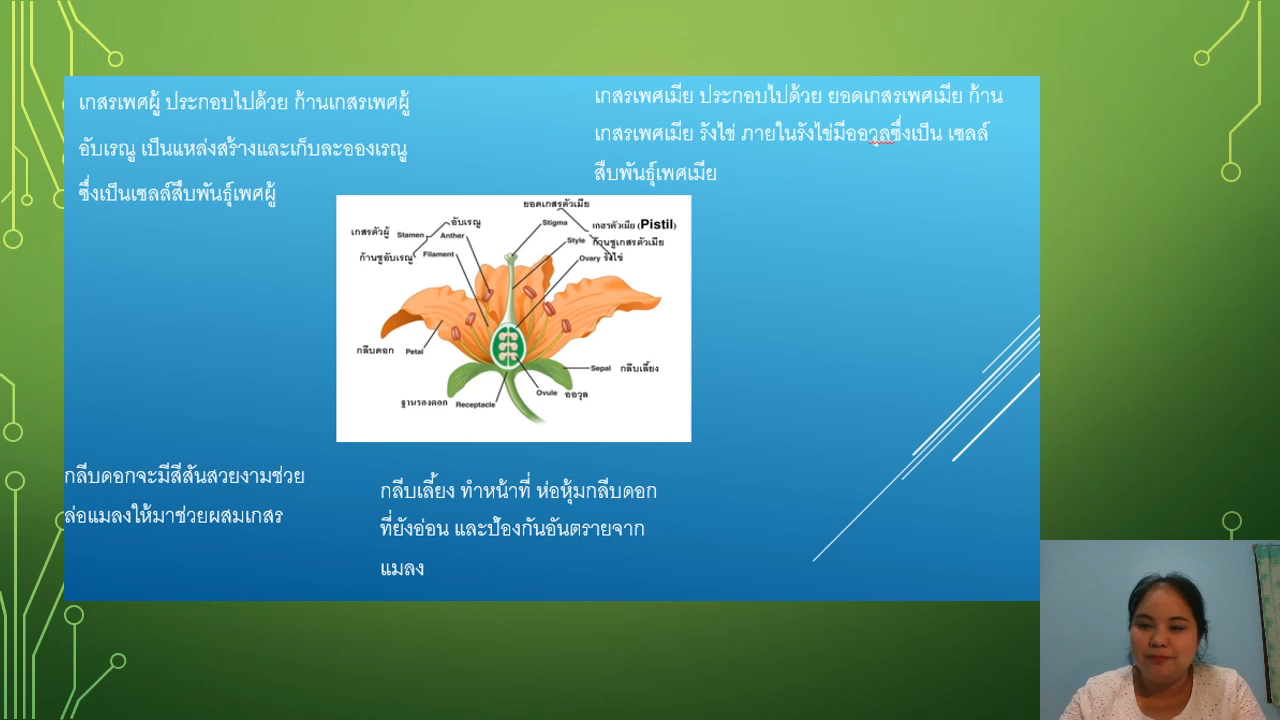 เกสรเพศผู้ ประกอบไปด้วย ก้านเกสรเพศผู้
อับเรณู เป็นแหล่งสร้างและเก็บละอองเรณู
ซึ่งเป็นเซลล์สืบพันธุ์เพศผู้
เกสรเพศเมีย ประกอบไปด้วย ยอดเกสรเพศเมีย ก้าน
เกสรเพศเมีย รังไข่ ภายในรังไข่มีออวุลซึ่งเป็น เซลล์
สืบพันธุ์เพศเมีย
ยอดเกสรตัวเมีย
อับเรณู
Stigma
เกสรตัวเมีย (Pistil)
เกสรตัวผู้ Stamen Anther
Style ก้านชูเกสรตัวเมีย
ก้านชูอับเรณู Filament
Ovary รังไข่
กลีบดอก Petal
Sepal กลีบเลี้ยง
Ovule ออวุล
ฐานรองดอก Receptacle
กลีบดอกจะมีสีสันสวยงามช่วย
ล่อแมลงให้มาช่วยผสมเกสร
กลีบเลี้ยง ทำหน้าที่ ห่อหุ้มกลีบดอก
ที่ยังอ่อน และป้องกันอันตรายจาก
แมลง